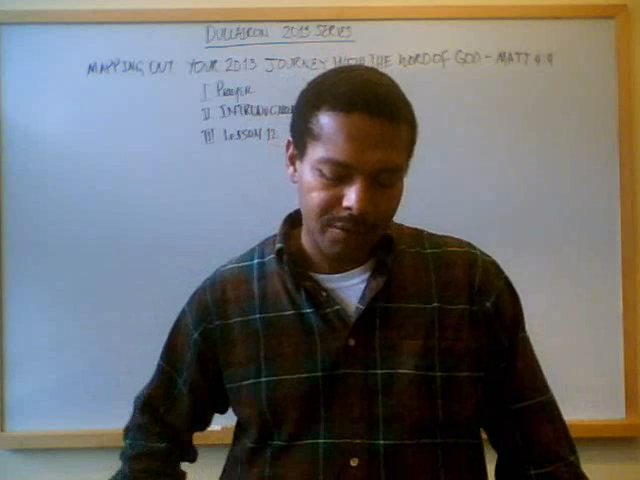 2013 SERIES
MAPPING OUT YOUR 2013 JOURNEY WITH THE WORD OF GOD - MATT 4:4
I Prayer
II INTRODUCTION
III LESSON 12